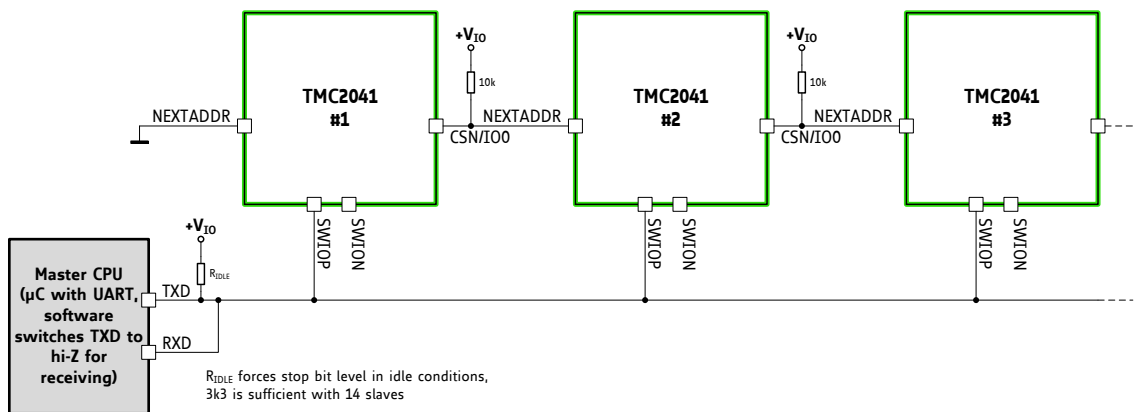 +VIO
10k
TMC2041
#1
NEXTADDR
CSN/IO0
SWIOP
SWION
NEXTADDR
TMC2041
#2
+VIO
10k
CSN/IO0
SWIOP
SWION
NEXTADDR
TMC2041
#3
SWIOP
SWION
+VIO
RIDLE
Master CPU
(µC with UART,
software
switches TXD to
hi-Z for
receiving)
TXD
RXD
RIDLE forces stop bit level in idle conditions,
3k3 is sufficient with 14 slaves